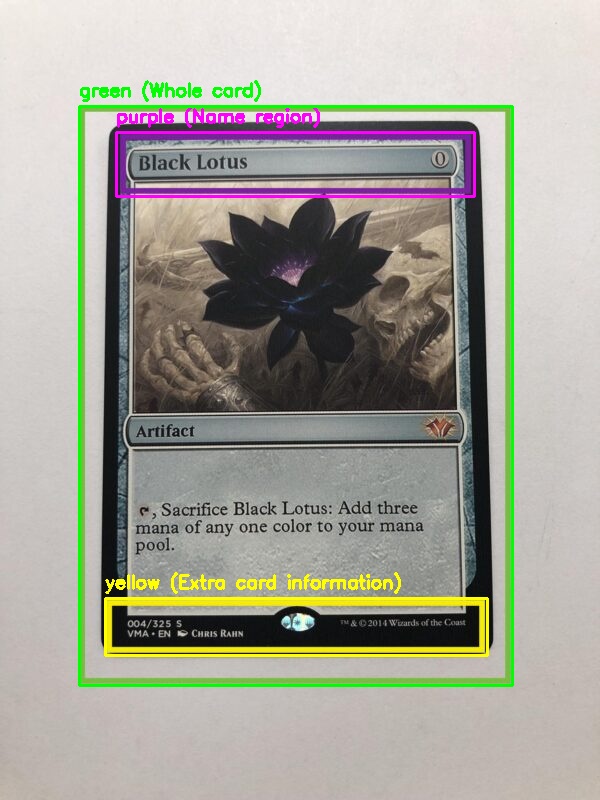 green (Whole card)
purple (Name region)
Black Lotus 0
Artifact
, Sacrifice Black Lotus: Add three
mana of any one color to your mana
pool.
yellow (Extra card information)
004/325 S
VMA • EN Chris Rahn
™ & © 2014 Wizards of the Coast